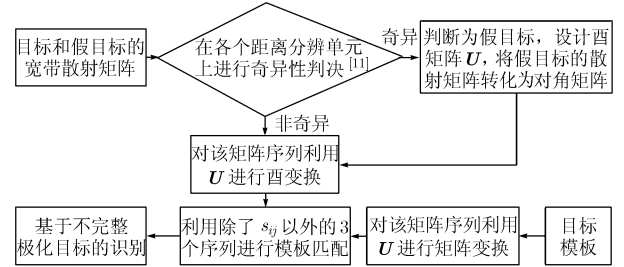 目标和假目标的
宽带散射矩阵
在各个距离分辨单元
上进行奇异性判决[11]
奇异
判断为假目标，设计酉
矩阵U，将假目标的散
射矩阵转化为对角矩阵
非奇异
对该矩阵序列利用
U进行酉变换
基于不完整
极化目标的识别
利用除了s_ij以外的3
个序列进行模板匹配
对该矩阵序列利用
U进行矩阵变换
目标
模板